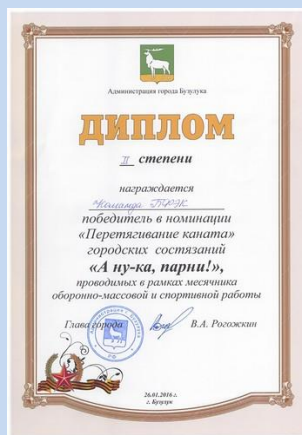 Администрация города Бузулука
ДИПЛОМ
II степени
награждается
Команда
победитель в номинации
«Перетягивание каната»
городских состязаний
«А ну-ка, парни!»,
проводимых в рамках месячника
оборонно-массовой и спортивной работы
Глава города В.А. Рогожкин
26.01.2016 г.
г. Бузулук